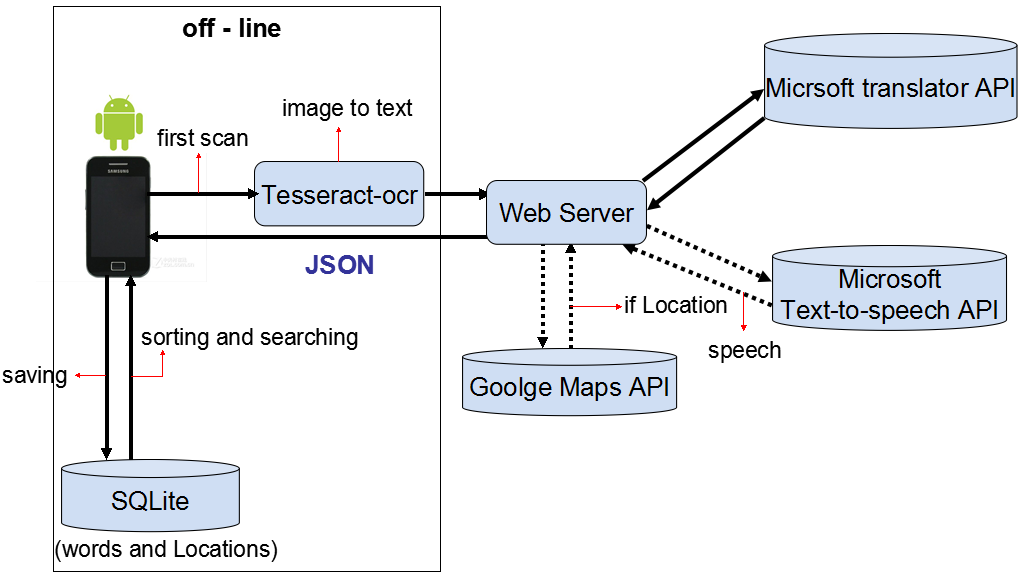 off - line
Micrsoft translator API
image to text
first scan
SAMSUNG
Tesseract-ocr
Web Server
JSON
Microsoft
Text-to-speech API
if Location
sorting and searching
speech
saving
Goolge Maps API
SQLite
(words and Locations)